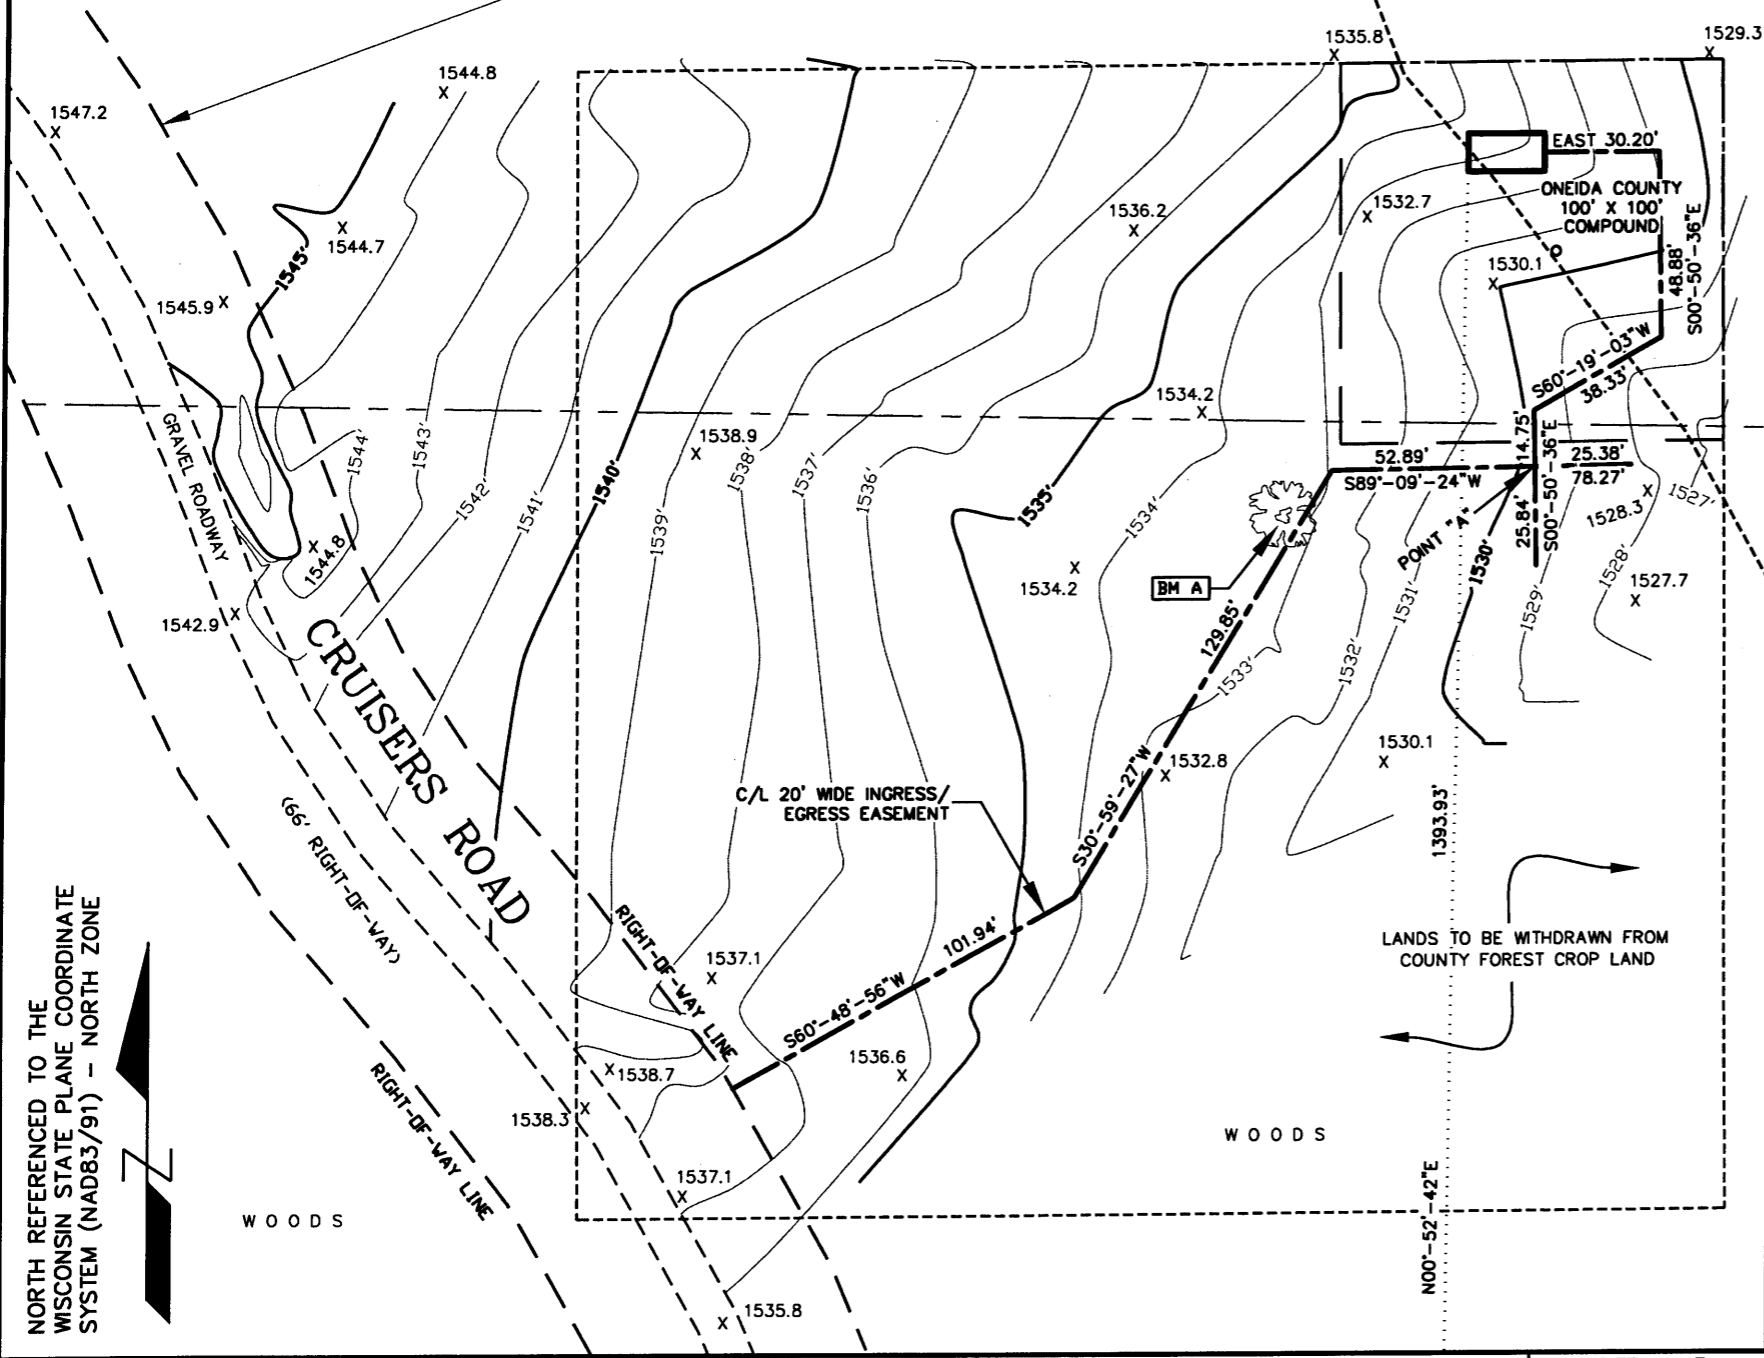 1535.8
1529.3
1544.8
1547.2
EAST 30.20'
ONEIDA COUNTY
100' X 100'
COMPOUND
1532.7
1536.2
1544.7
1545'
1545.9
1530.1
48.88'
S00°-50'-36"E
S60°-19'-03"W
38.33'
1534.2
14.75'
S00°-50'-36"E
25.84'
52.89'
S89°-09'-24"W
25.38'
78.27'
POINT "A"
GRAVEL ROADWAY
1544'
1543'
1542'
1541'
1540'
1539'
1538.9
1538'
1537'
1536'
1535'
1534'
1533'
1532'
1531'
1530'
1529'
1528'
1527'
1528.3
1527.7
1544.8
1542.9
1534.2
BM A
129.85'
S30°-59'-27"W
1532.8
1530.1
CRUISERS ROAD
(66' RIGHT-OF-WAY)
C/L 20' WIDE INGRESS/
EGRESS EASEMENT
1393.93'
N00°-52'-42"E
RIGHT-OF-WAY LINE
1537.1
101.94'
S60°-48'-56"W
LANDS TO BE WITHDRAWN FROM
COUNTY FOREST CROP LAND
1536.6
1538.7
1538.3
RIGHT-OF-WAY LINE
WOODS
1537.1
WOODS
1535.8
NORTH REFERENCED TO THE
WISCONSIN STATE PLANE COORDINATE
SYSTEM (NAD83/91) - NORTH ZONE